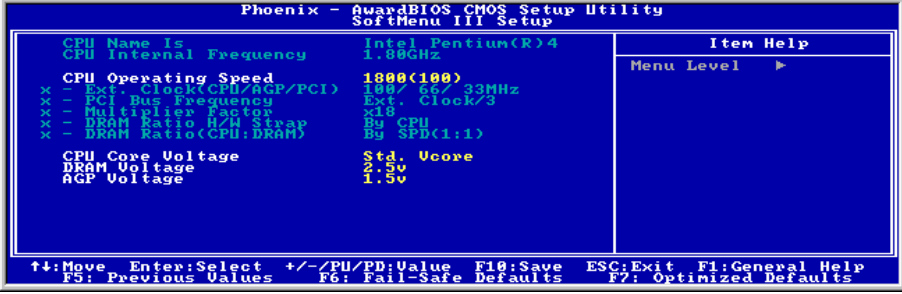 Phoenix - AwardBIOS CMOS Setup Utility
SoftMenu III Setup
CPU Name Is Intel Pentium(R)4
CPU Internal Frequency 1.80GHz
CPU Operating Speed 1800(100)
x - Ext. Clock(CPU/AGP/PCI) 100/ 66/ 33MHz
x - PCI Bus Frequency Ext. Clock/3
x - Multiplier Factor x18
x - DRAM Ratio H/W Strap By CPU
x - DRAM Ratio(CPU:DRAM) By SPD(1:1)
CPU Core Voltage Std. Vcore
DRAM Voltage 2.5v
AGP Voltage 1.5v
Item Help
Menu Level ►
↑↓:Move Enter:Select +/-/PU/PD:Value F10:Save ESC:Exit F1:General Help
F5: Previous Values F6: Fail-Safe Defaults F7: Optimized Defaults